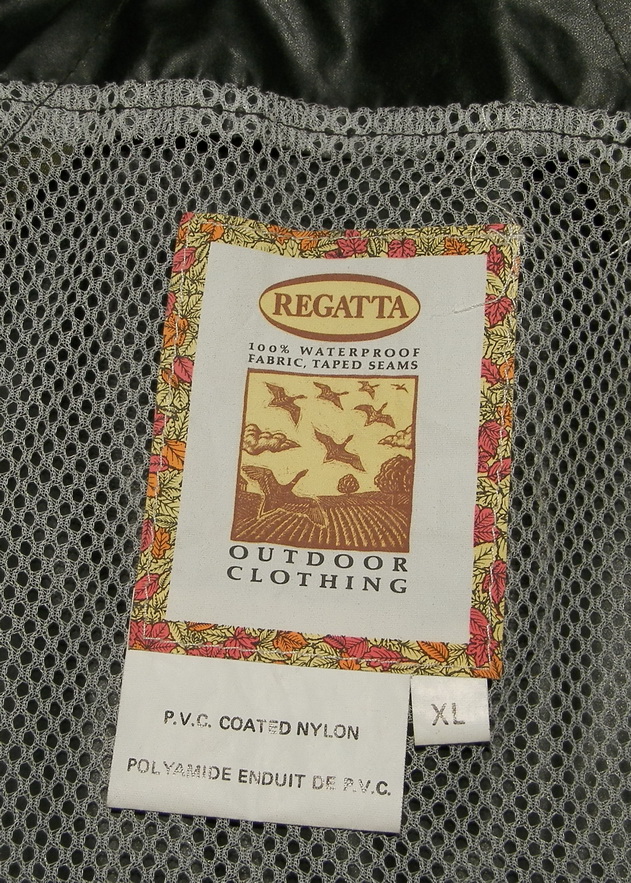 REGATTA
100% WATERPROOF
FABRIC, TAPED SEAMS
OUTDOOR
CLOTHING
XL
P.V.C. COATED NYLON
POLYAMIDE ENDUIT DE P.V.C.